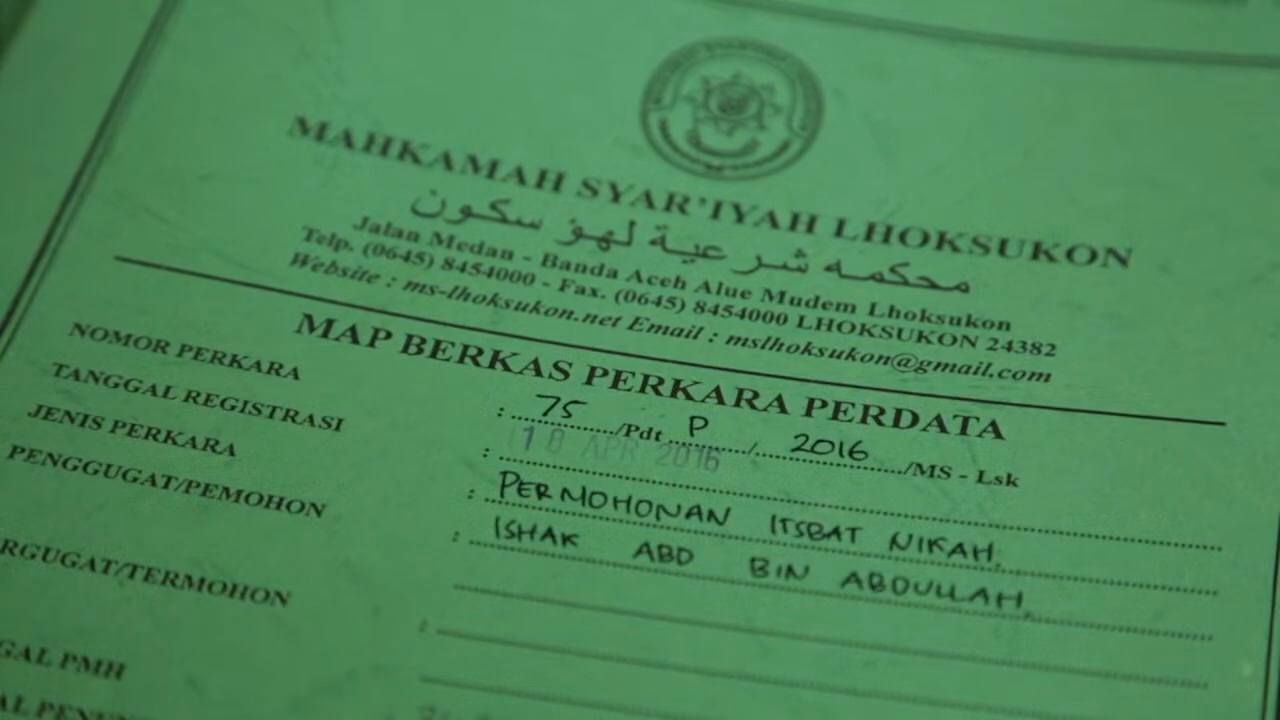 MAHKAMAH SYAR'IYAH LHOKSUKON
محكمه شرعية لهؤ سكون
Jalan Medan - Banda Aceh Alue Mudem Lhoksukon
Telp. (0645) 8454000 - Fax. (0645) 8454000 LHOKSUKON 24382
Website : ms-lhoksukon.net Email : mslhoksukon@gmail.com
MAP BERKAS PERKARA PERDATA
NOMOR PERKARA : 75 /Pdt P / 2016 /MS - Lsk
TANGGAL REGISTRASI : 18 APR 2016
JENIS PERKARA : PERMOHONAN ITSBAT NIKAH.
PENGGUGAT/PEMOHON : ISHAK ABD BIN ABDULLAH.
RGUGAT/TERMOHON :
GAL PMH